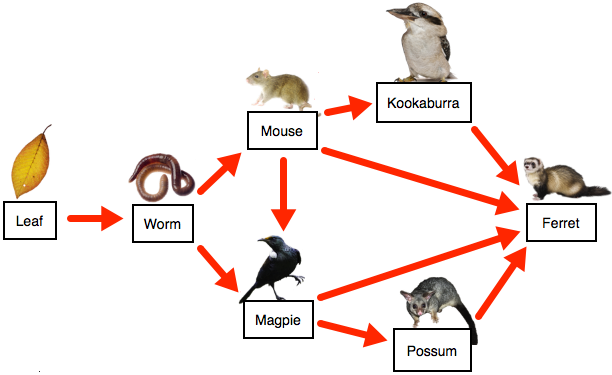 Kookaburra
Mouse
Leaf
Worm
Ferret
Magpie
Possum